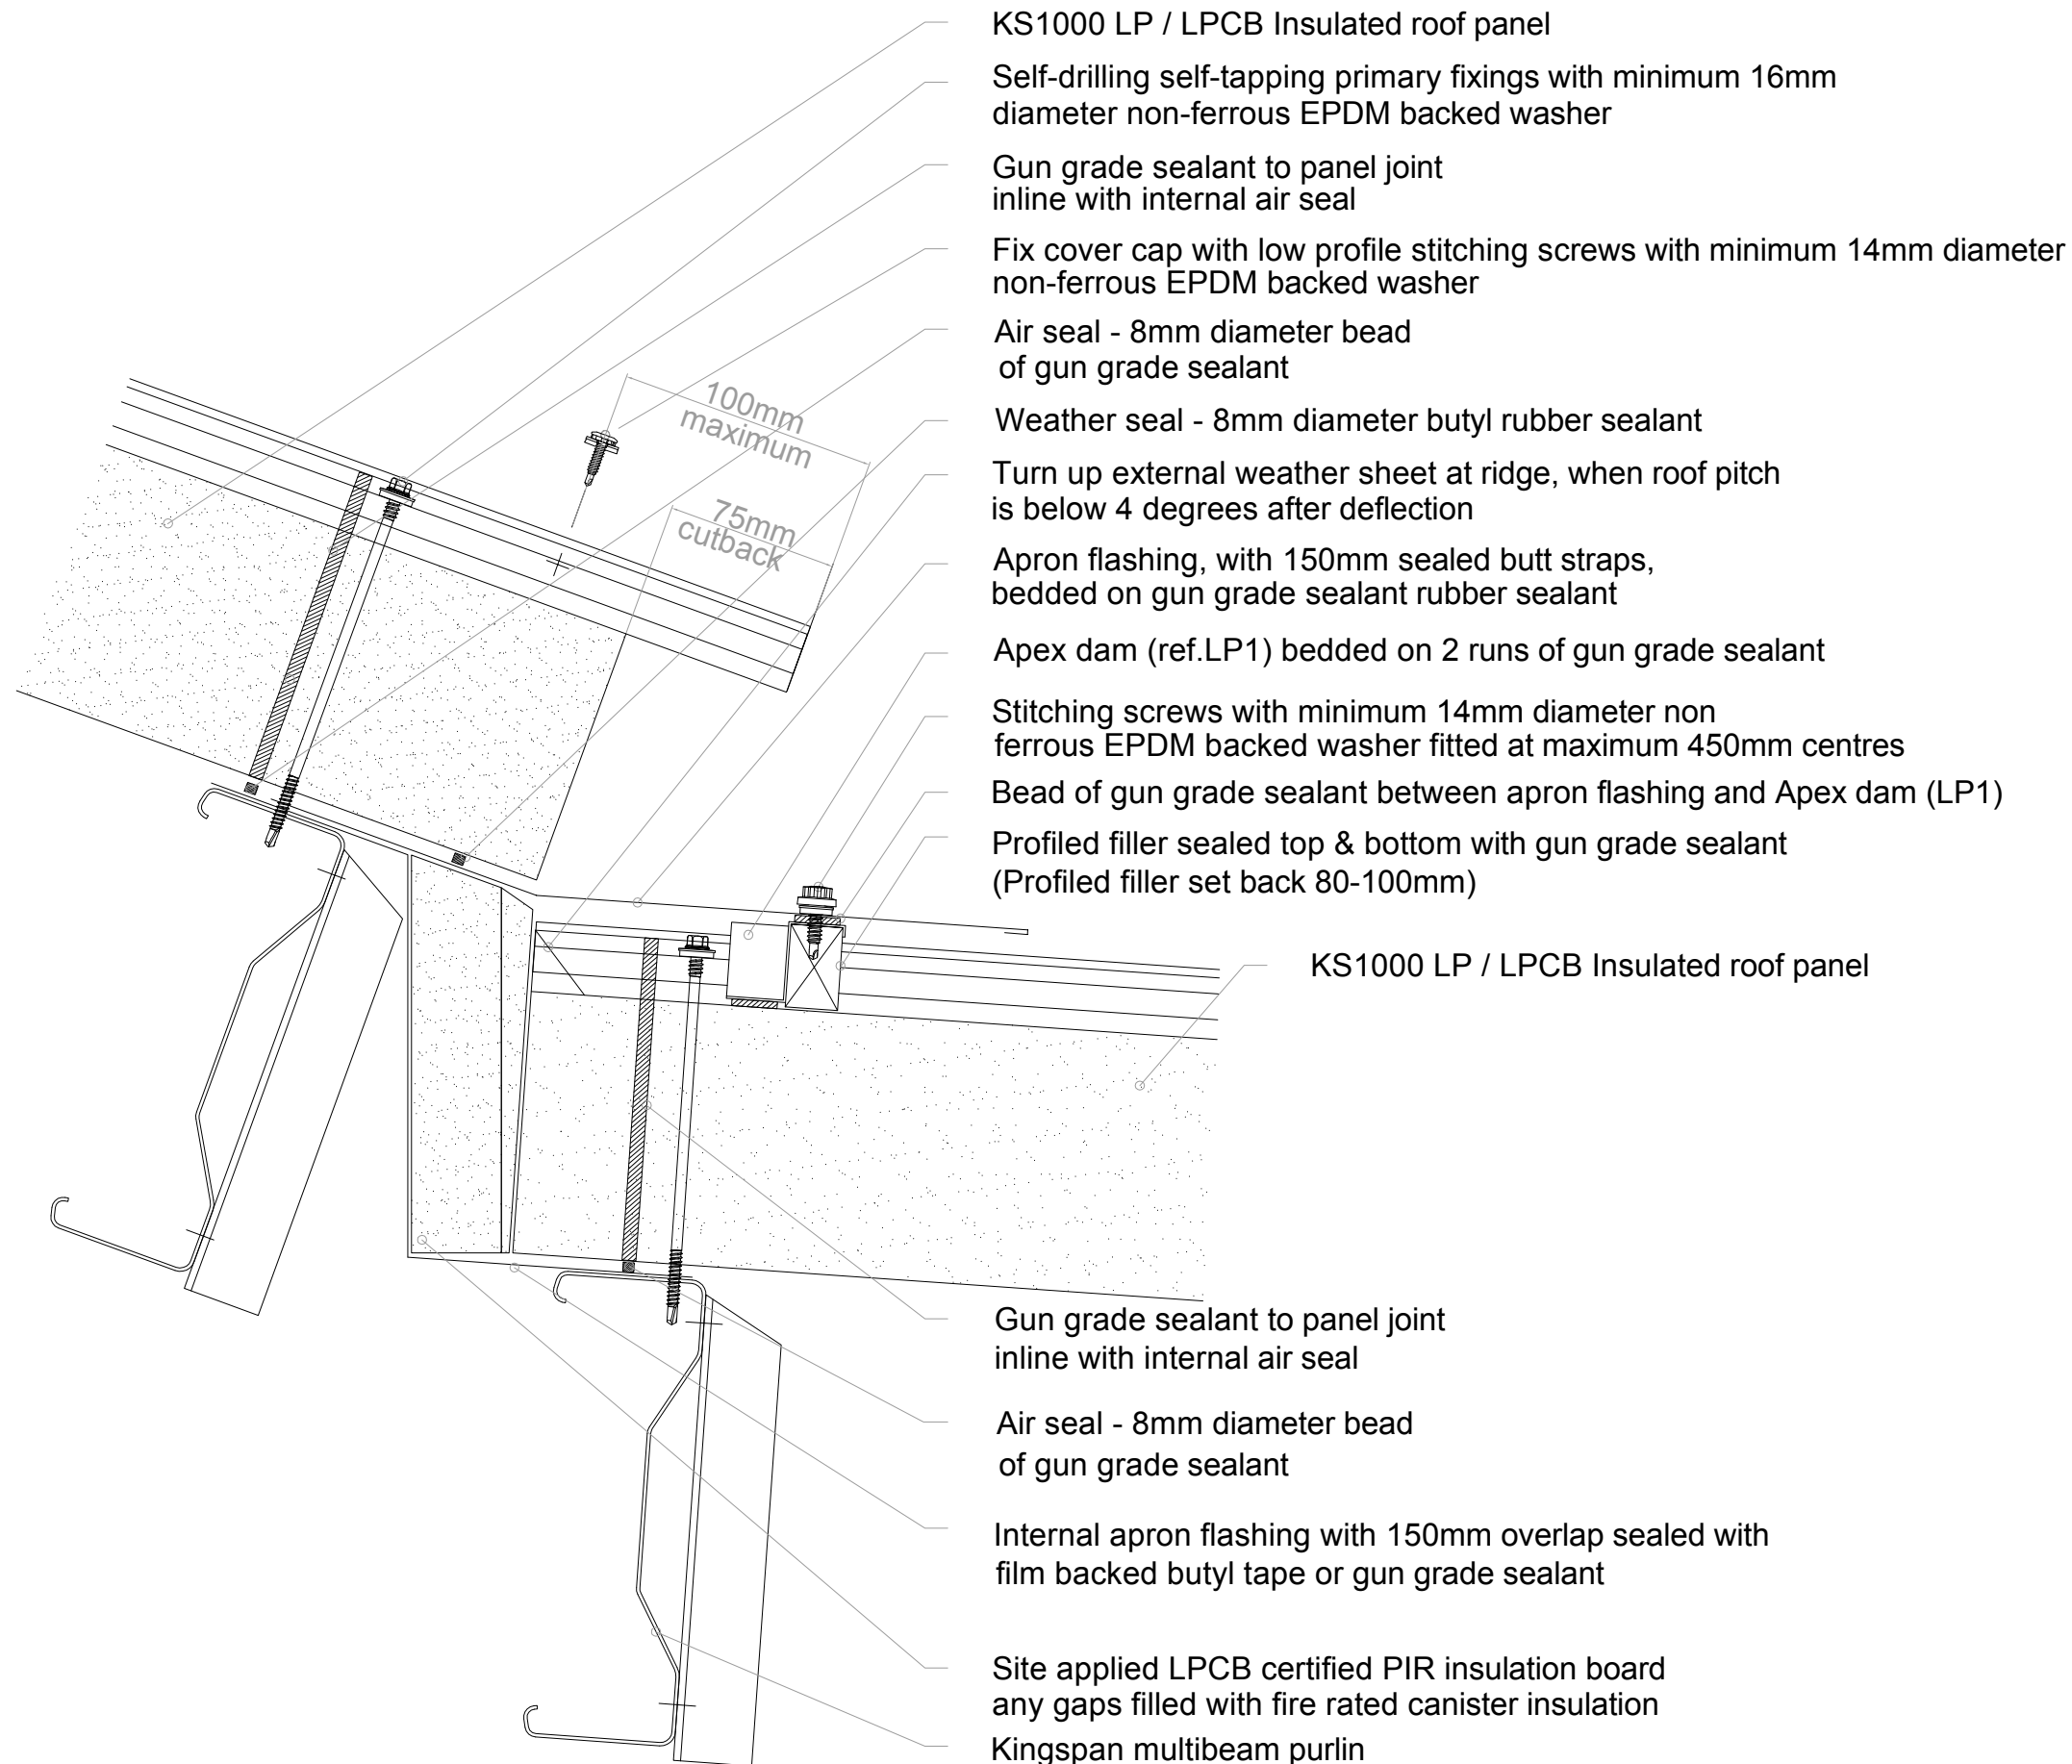 KS1000 LP / LPCB Insulated roof panel
Self-drilling self-tapping primary fixings with minimum 16mm
diameter non-ferrous EPDM backed washer
Gun grade sealant to panel joint
inline with internal air seal
Fix cover cap with low profile stitching screws with minimum 14mm diameter
non-ferrous EPDM backed washer
Air seal - 8mm diameter bead
of gun grade sealant
100mm
maximum
Weather seal - 8mm diameter butyl rubber sealant
Turn up external weather sheet at ridge, when roof pitch
is below 4 degrees after deflection
75mm
cutback
Apron flashing, with 150mm sealed butt straps,
bedded on gun grade sealant rubber sealant
Apex dam (ref.LP1) bedded on 2 runs of gun grade sealant
Stitching screws with minimum 14mm diameter non
ferrous EPDM backed washer fitted at maximum 450mm centres
Bead of gun grade sealant between apron flashing and Apex dam (LP1)
Profiled filler sealed top & bottom with gun grade sealant
(Profiled filler set back 80-100mm)
KS1000 LP / LPCB Insulated roof panel
Gun grade sealant to panel joint
inline with internal air seal
Air seal - 8mm diameter bead
of gun grade sealant
Internal apron flashing with 150mm overlap sealed with
film backed butyl tape or gun grade sealant
Site applied LPCB certified PIR insulation board
any gaps filled with fire rated canister insulation
Kingspan multibeam purlin